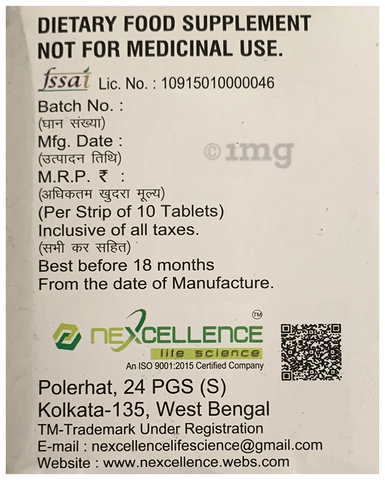 DIETARY FOOD SUPPLEMENT
NOT FOR MEDICINAL USE.
fssai Lic. No. : 10915010000046
Batch No. :
(घान संख्या)
Mfg. Date :
(उत्पादन तिथि)
©1mg
M.R.P. ₹ :
(अधिकतम खुदरा मूल्य)
(Per Strip of 10 Tablets)
Inclusive of all taxes.
(सभी कर सहित)
Best before 18 months
From the date of Manufacture.
NEXCELLENCE TM
life science
An ISO 9001:2015 Certified Company
Polerhat, 24 PGS (S)
Kolkata-135, West Bengal
TM-Trademark Under Registration
E-mail : nexcellencelifescience@gmail.com
Website : www.nexcellence.webs.com